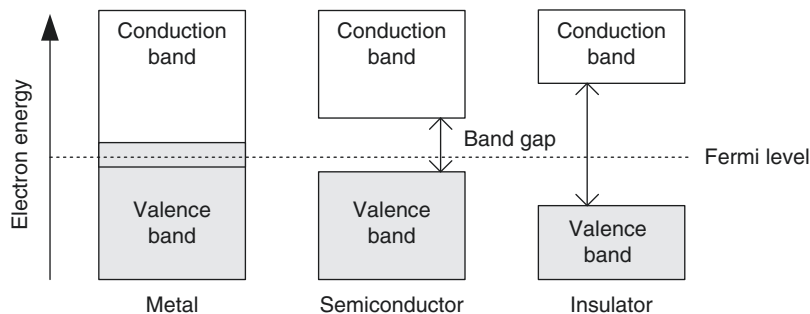 Electron energy
Conduction
band
Valence
band
Metal
Conduction
band
Band gap
Valence
band
Semiconductor
Conduction
band
Valence
band
Insulator
Fermi level